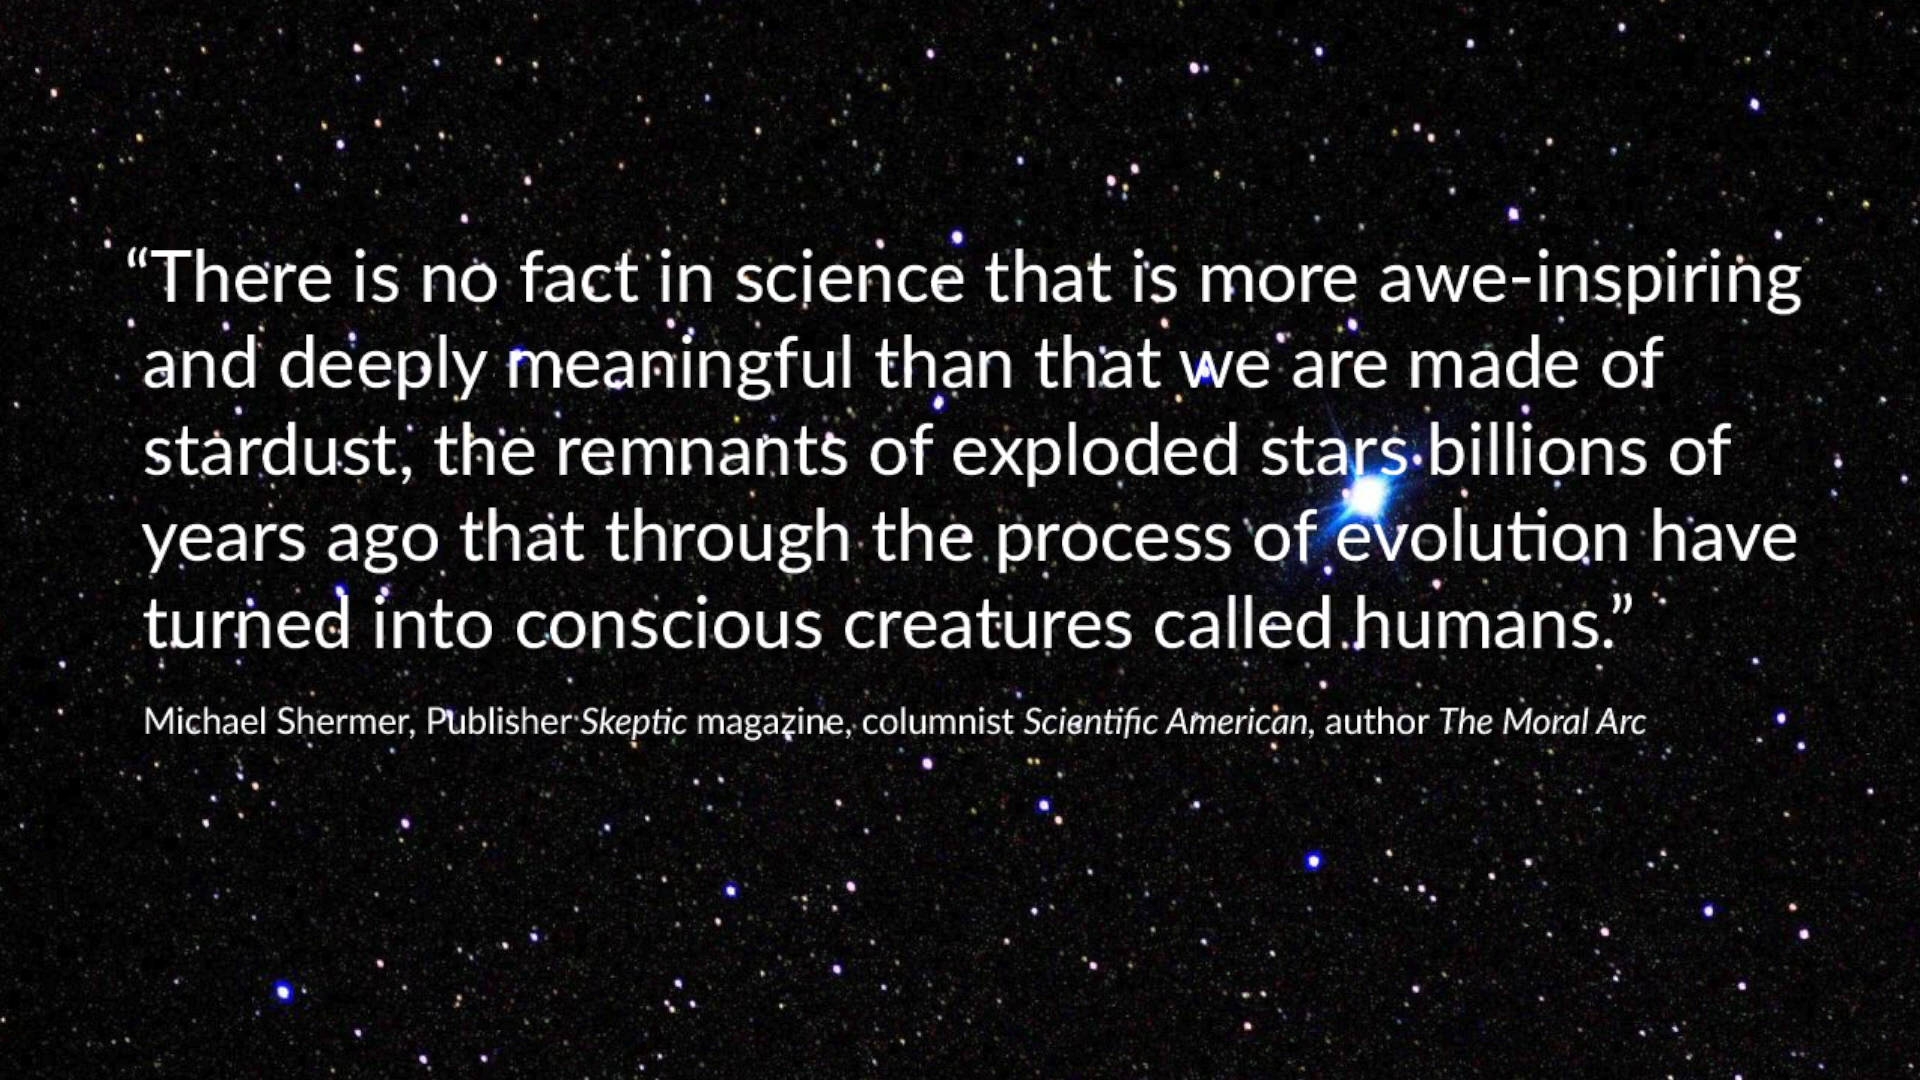 “There is no fact in science that is more awe-inspiring
and deeply meaningful than that we are made of
stardust, the remnants of exploded stars billions of
years ago that through the process of evolution have
turned into conscious creatures called humans.”
Michael Shermer, Publisher Skeptic magazine, columnist Scientific American, author The Moral Arc